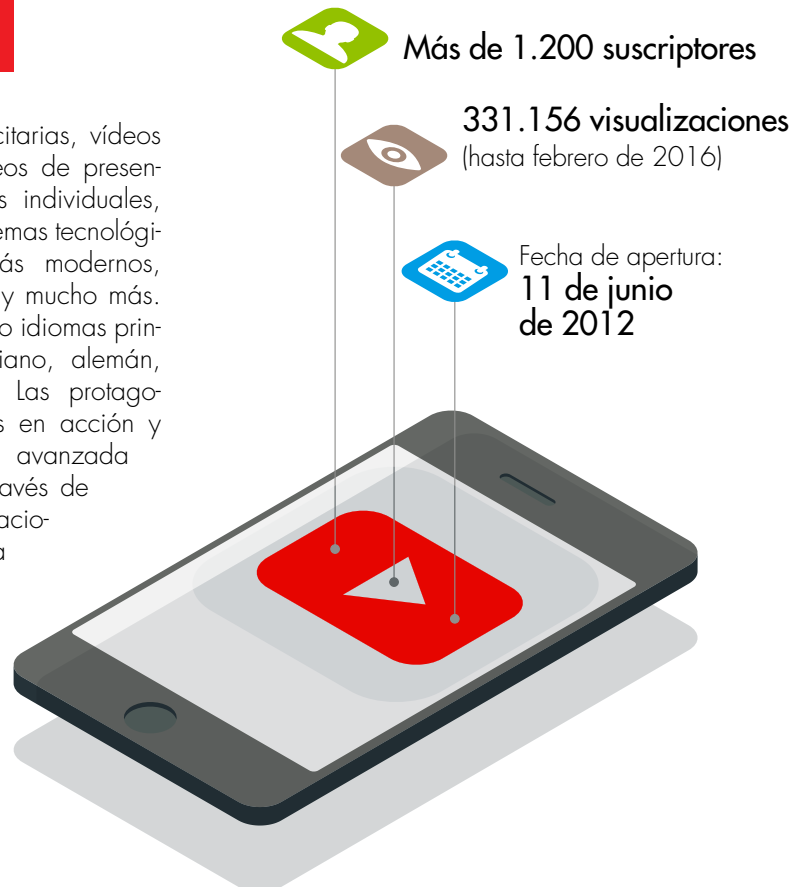 Más de 1.200 suscriptores
331.156 visualizaciones
(hasta febrero de 2016)
Fecha de apertura:
11 de junio
de 2012
citarias, vídeos
eos de presen-
s individuales,
emas tecnológi-
ás modernos,
y mucho más.
o idiomas prin-
iano, alemán,
Las protago-
s en acción y
avanzada
avés de
acio-
a